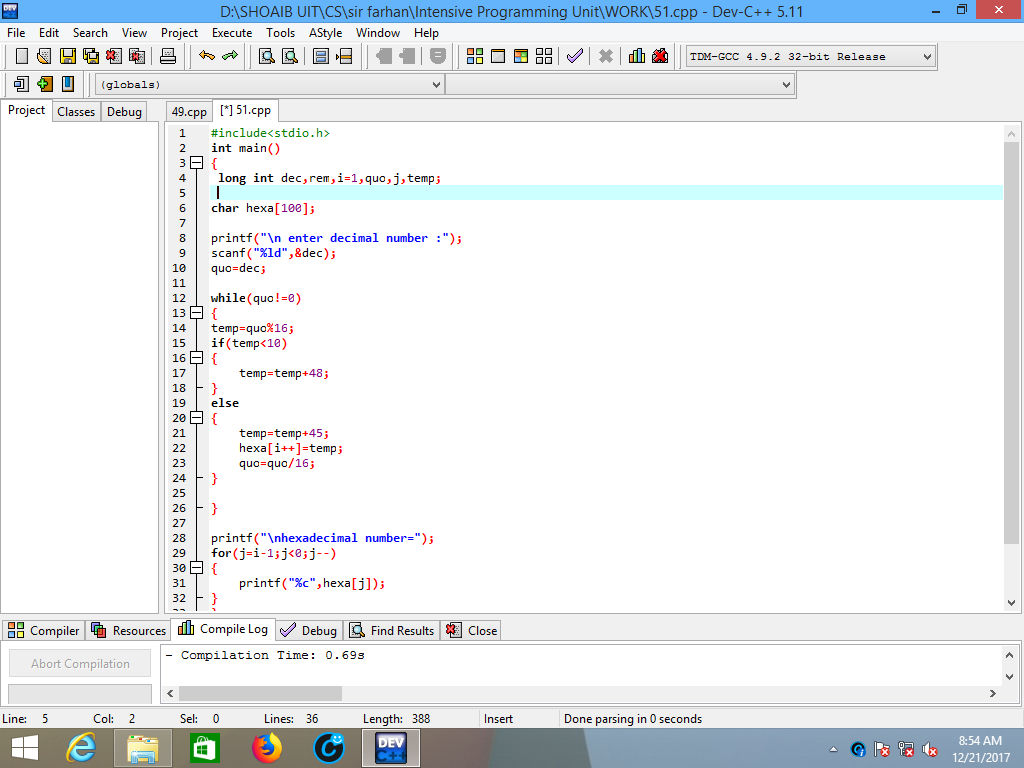 D:\SHOAIB UIT\CS\sir farhan\Intensive Programming Unit\WORK\51.cpp - Dev-C++ 5.11
File Edit Search View Project Execute Tools AStyle Window Help
TDM-GCC 4.9.2 32-bit Release
(globals)
Project Classes Debug 49.cpp [*] 51.cpp
1 #include<stdio.h>
2 int main()
3 {
4 long int dec,rem,i=1,quo,j,temp;
5
6 char hexa[100];
7
8 printf("\n enter decimal number :");
9 scanf("%ld",&dec);
10 quo=dec;
11
12 while(quo!=0)
13 {
14 temp=quo%16;
15 if(temp<10)
16 {
17 temp=temp+48;
18 }
19 else
20 {
21 temp=temp+45;
22 hexa[i++]=temp;
23 quo=quo/16;
24 }
25
26 }
27
28 printf("\nhexadecimal number=");
29 for(j=i-1;j<0;j--)
30 {
31 printf("%c",hexa[j]);
32 }
Compiler Resources Compile Log Debug Find Results Close
Abort Compilation
- Compilation Time: 0.69s
Line: 5 Col: 2 Sel: 0 Lines: 36 Length: 388 Insert Done parsing in 0 seconds
DEV C++
8:54 AM
12/21/2017